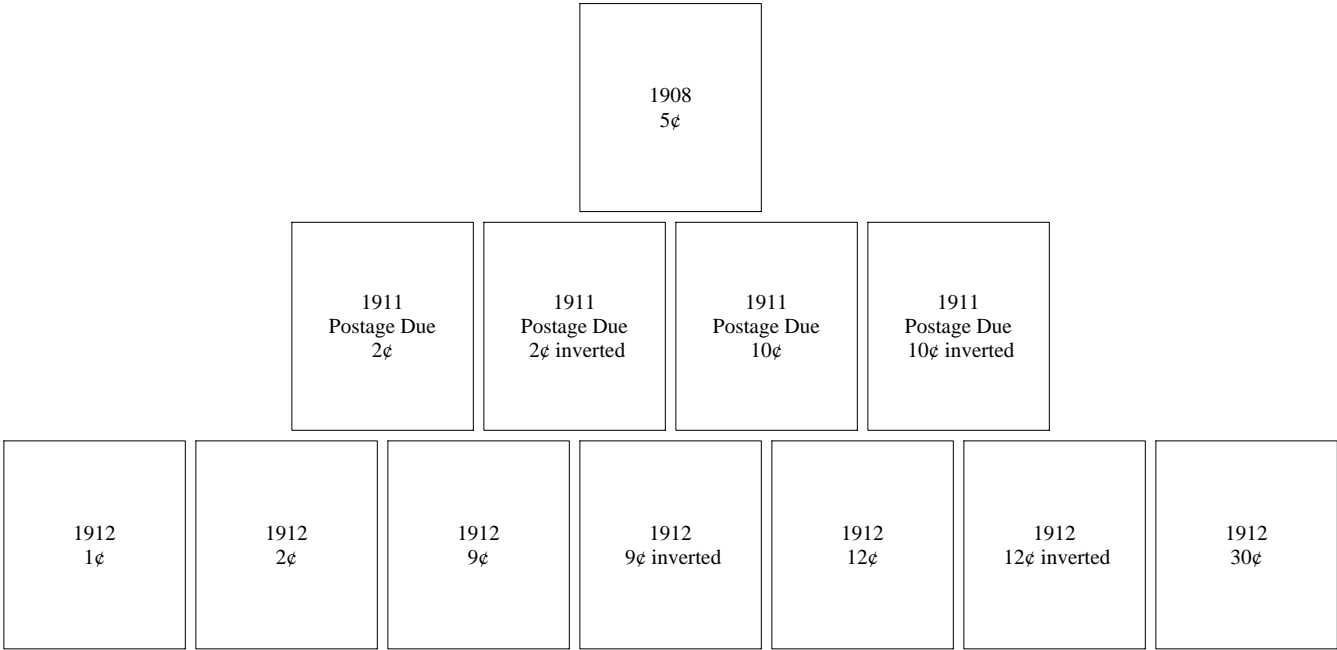 1908
5¢
1911
Postage Due
2¢
1911
Postage Due
2¢ inverted
1911
Postage Due
10¢
1911
Postage Due
10¢ inverted
1912
1¢
1912
2¢
1912
9¢
1912
9¢ inverted
1912
12¢
1912
12¢ inverted
1912
30¢